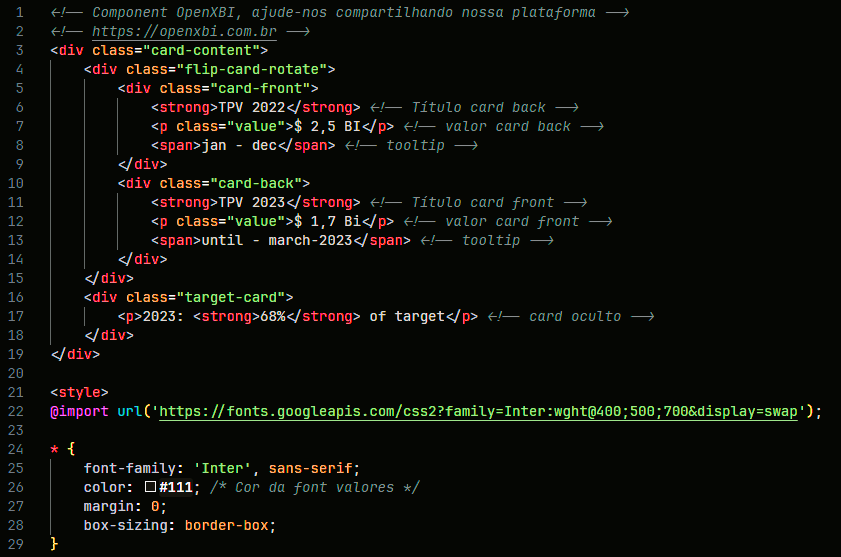 1 <!-- Component OpenXBI, ajude-nos compartilhando nossa plataforma -->
2 <!-- https://openxbi.com.br -->
3 <div class="card-content">
4     <div class="flip-card-rotate">
5         <div class="card-front">
6             <strong>TPV 2022</strong> <!-- Título card back -->
7             <p class="value">$ 2,5 BI</p> <!-- valor card back -->
8             <span>jan - dec</span> <!-- tooltip -->
9         </div>
10         <div class="card-back">
11             <strong>TPV 2023</strong> <!-- Título card front -->
12             <p class="value">$ 1,7 Bi</p> <!-- valor card front -->
13             <span>until - march-2023</span> <!-- tooltip -->
14         </div>
15     </div>
16     <div class="target-card">
17         <p>2023: <strong>68%</strong> of target</p> <!-- card oculto -->
18     </div>
19 </div>
20
21 <style>
22 @import url('https://fonts.googleapis.com/css2?family=Inter:wght@400;500;700&display=swap');
23
24 * {
25     font-family: 'Inter', sans-serif;
26     color: #111; /* Cor da font valores */
27     margin: 0;
28     box-sizing: border-box;
29 }